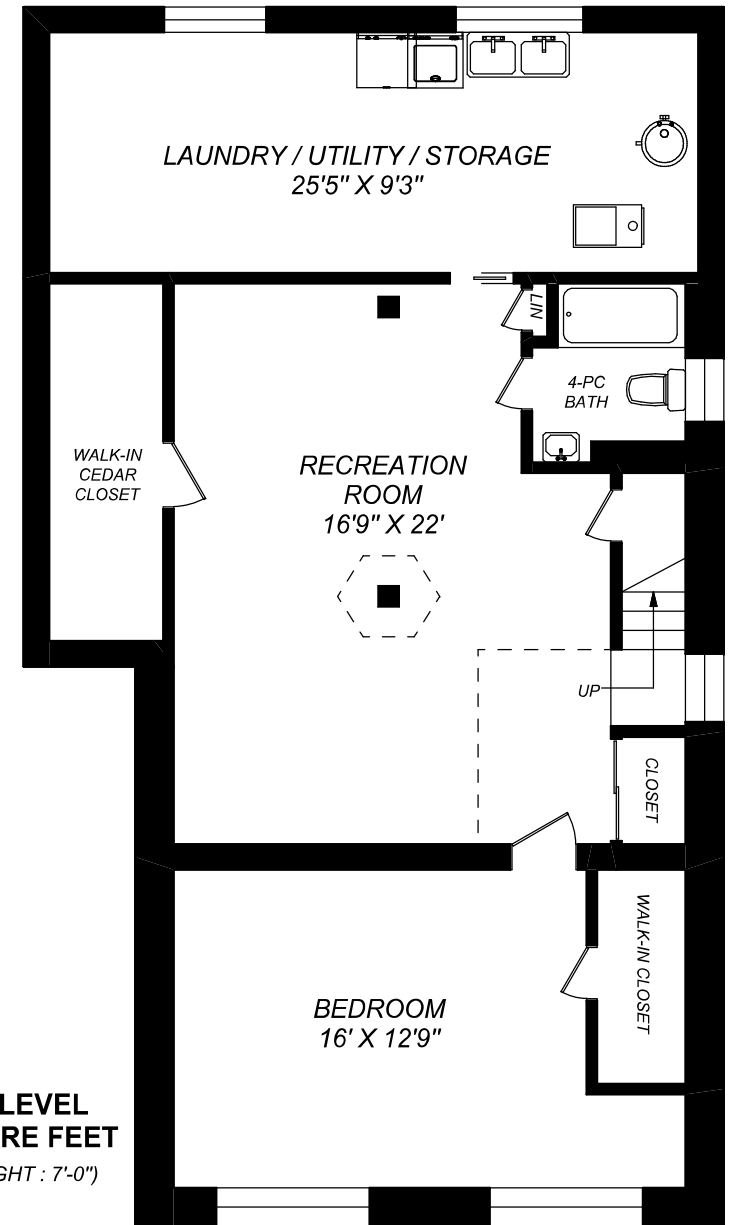 LAUNDRY / UTILITY / STORAGE
25'5" X 9'3"
LIN
4-PC
BATH
WALK-IN
CEDAR
CLOSET
RECREATION
ROOM
16'9" X 22'
UP
CLOSET
WALK-IN CLOSET
BEDROOM
16' X 12'9"
LEVEL
RE FEET
GHT : 7'-0")